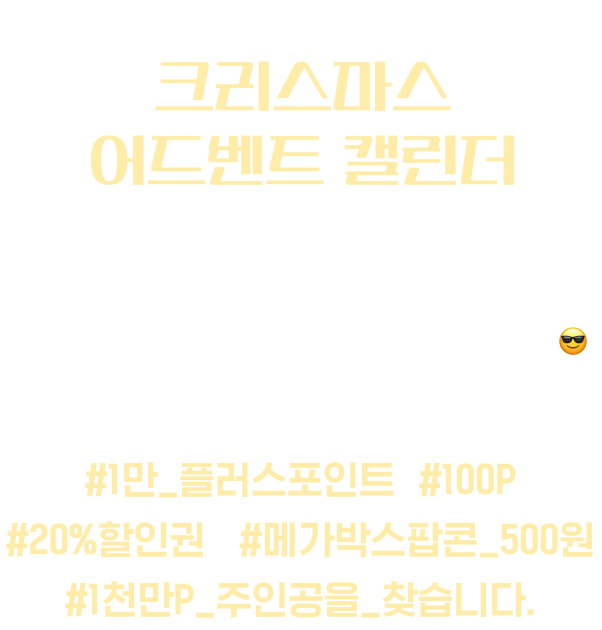 크리스마스
어드벤트 캘린더
😎
#1만_플러스포인트 #100P
#20%할인권 #메가박스팝콘_500원
#1천만P_주인공을_찾습니다.